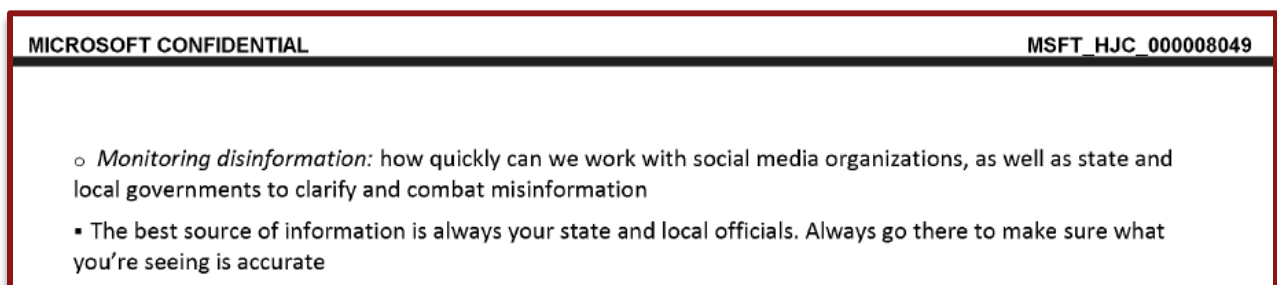 MICROSOFT CONFIDENTIAL MSFT_HJC_000008049
o Monitoring disinformation: how quickly can we work with social media organizations, as well as state and
local governments to clarify and combat misinformation
▪ The best source of information is always your state and local officials. Always go there to make sure what
you're seeing is accurate